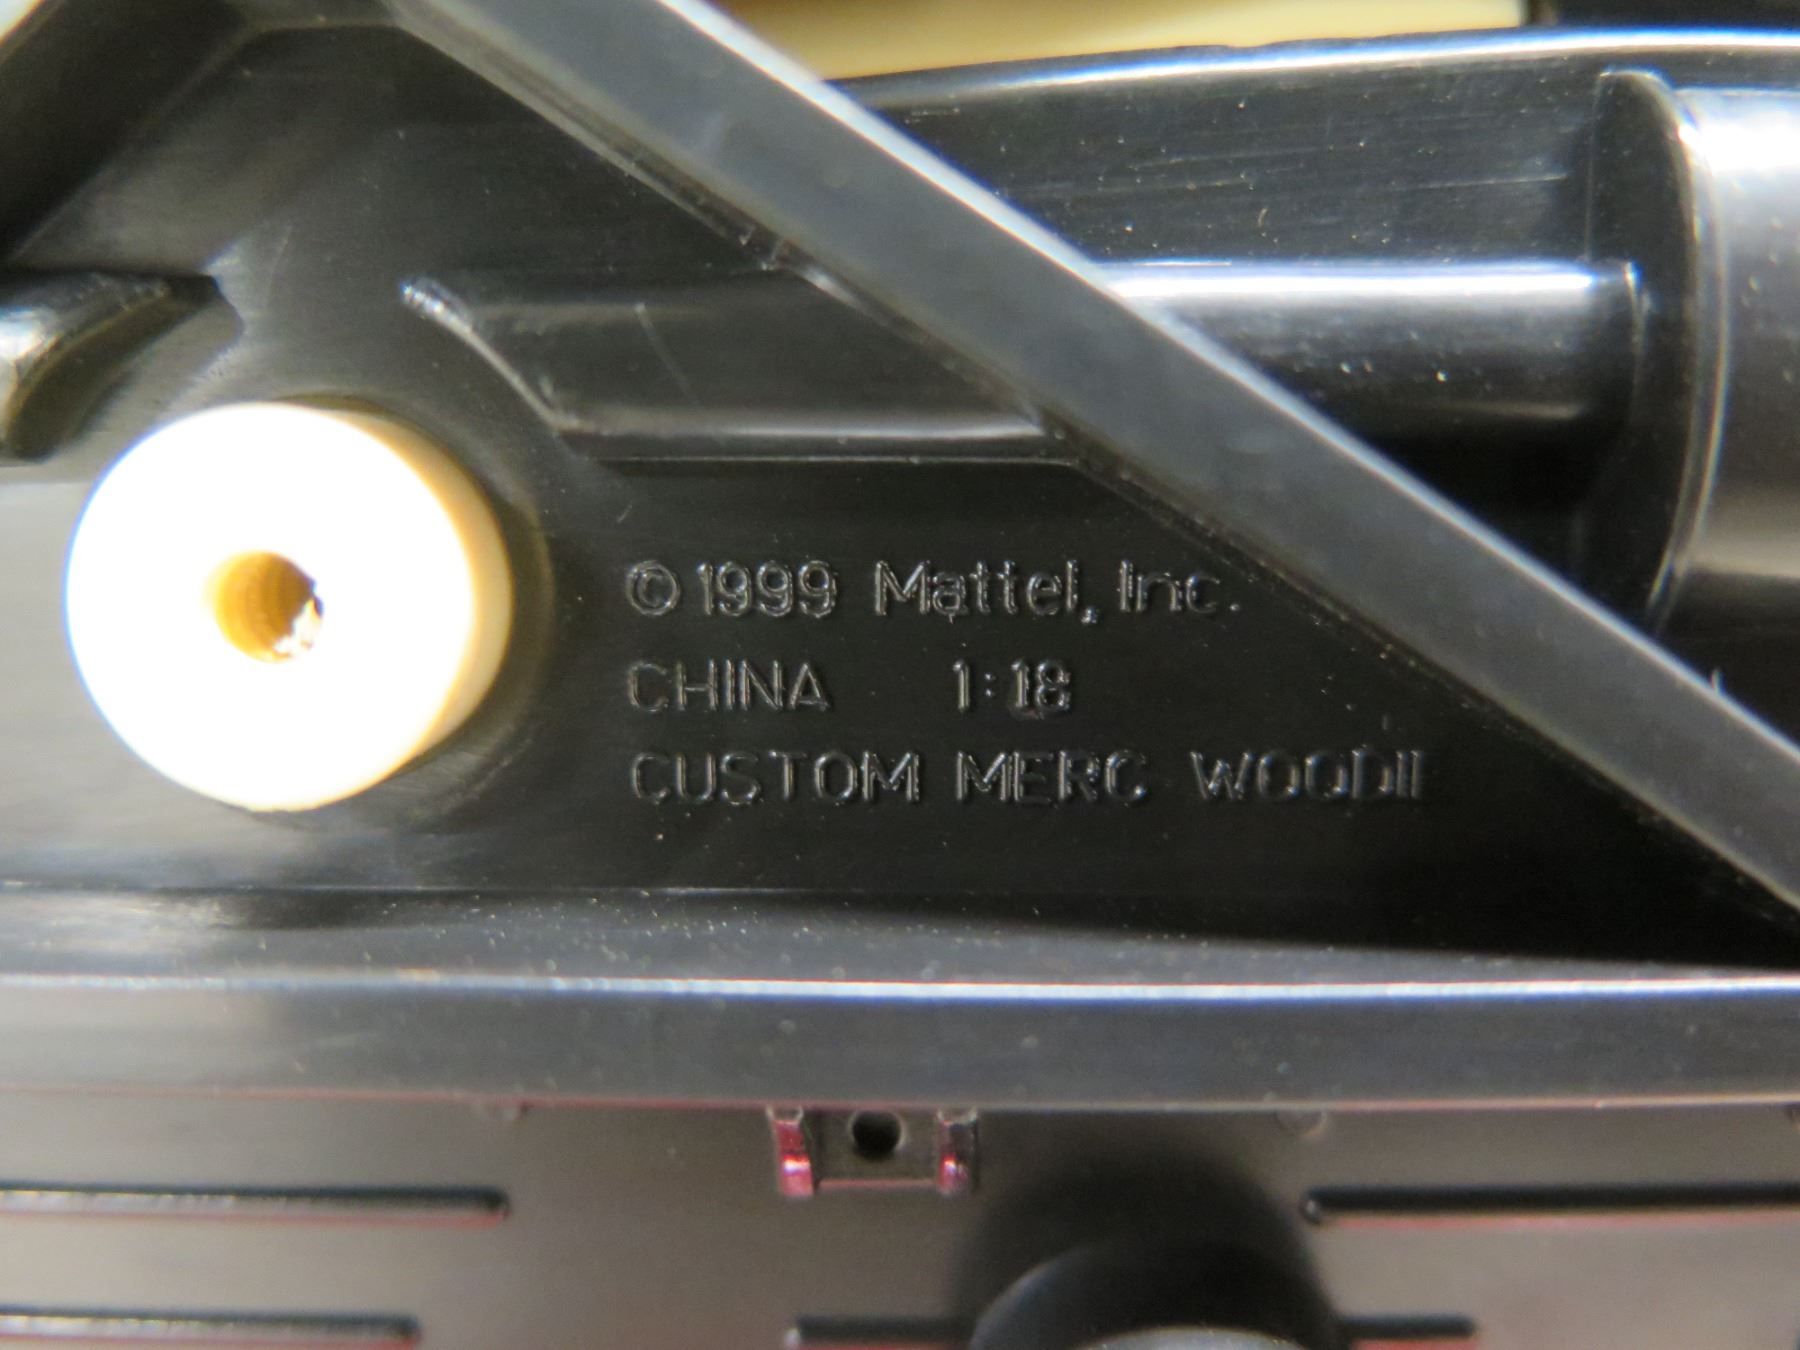 © 1999 Mattel, Inc.
CHINA 1:18
CUSTOM MERC WOODII